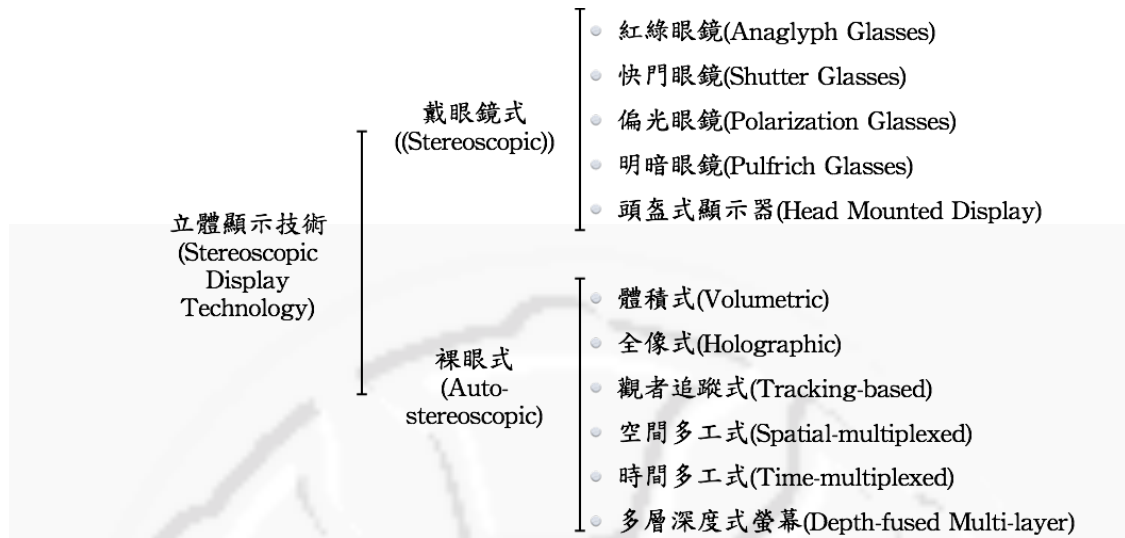 立體顯示技術
(Stereoscopic
Display
Technology)
戴眼鏡式
((Stereoscopic))
紅綠眼鏡(Anaglyph Glasses)
快門眼鏡(Shutter Glasses)
偏光眼鏡(Polarization Glasses)
明暗眼鏡(Pulfrich Glasses)
頭盔式顯示器(Head Mounted Display)
裸眼式
(Auto-
stereoscopic)
體積式(Volumetric)
全像式(Holographic)
觀者追蹤式(Tracking-based)
空間多工式(Spatial-multiplexed)
時間多工式(Time-multiplexed)
多層深度式螢幕(Depth-fused Multi-layer)